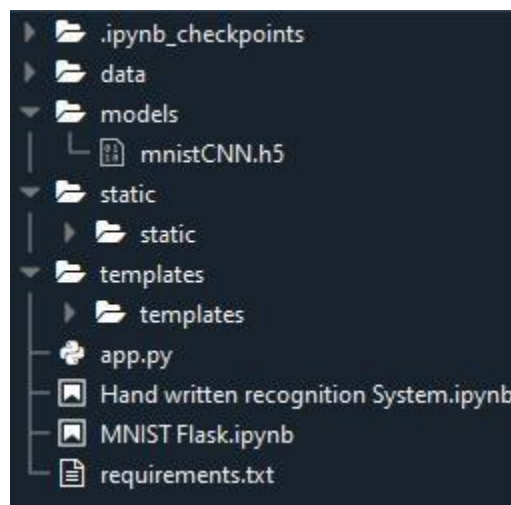 .ipynb_checkpoints
data
models
mnistCNN.h5
static
static
templates
templates
app.py
Hand written recognition System.ipynb
MNIST Flask.ipynb
requirements.txt